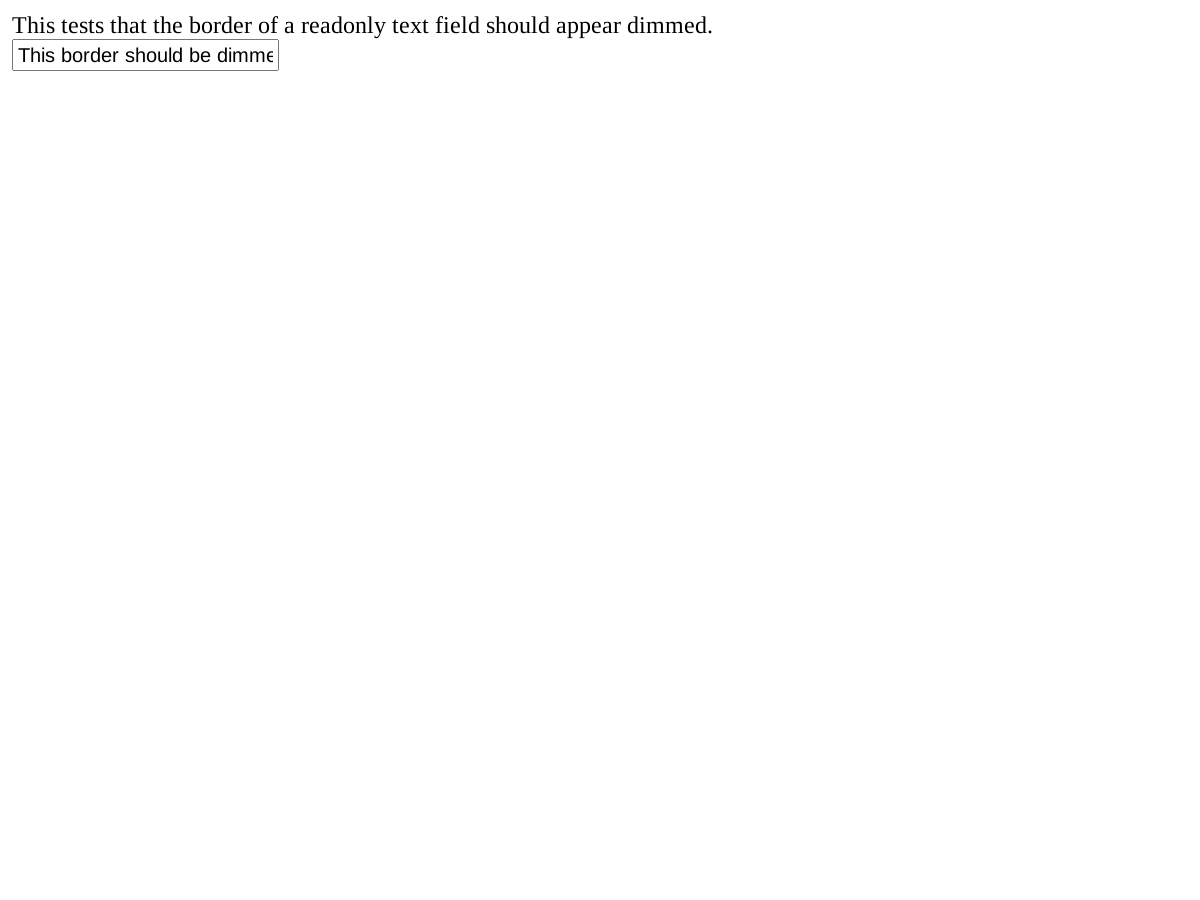 This tests that the border of a readonly text field should appear dimmed.
This border should be dimme